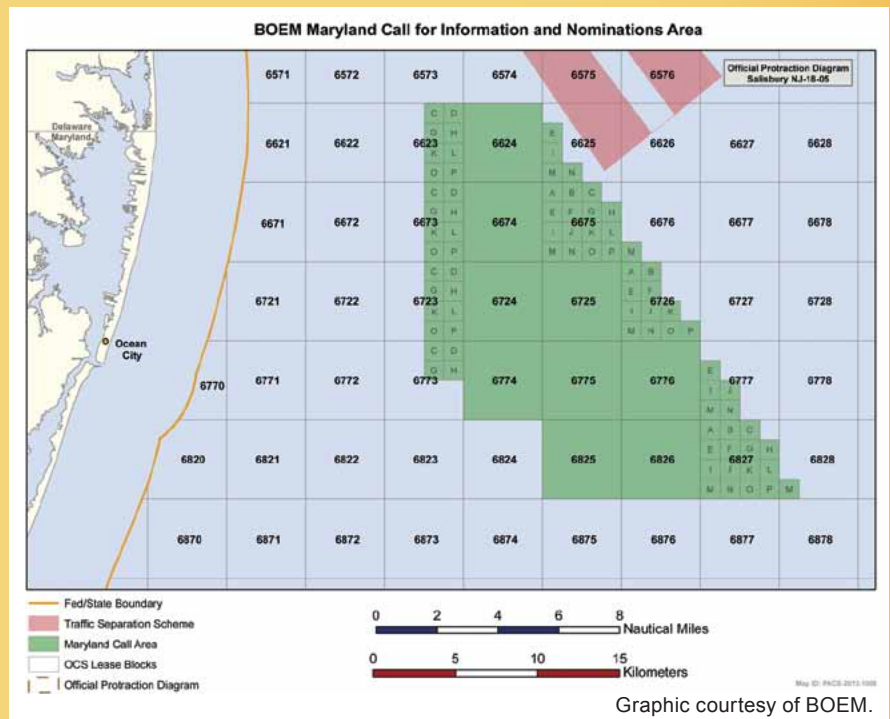 BOEM Maryland Call for Information and Nominations Area
6571 6572 6573 6574 6575 6576
Official Protraction Diagram
Salisbury NJ-18-05
C D
Delaware
Maryland
G H E
6621 6622 6623 6624 6625 6626 6627 6628
K L I
O P M N
C D A B C
G H E F G H
6671 6672 6673 6674 6675 6676 6677 6678
K L I J K L
O P M N O P M
C D A B
G H E F
6721 6722 6723 6724 6725 6726 6727 6728
K L I J K
O P M N O P
Ocean
City
C D
G H E
6770 6771 6772 6773 6774 6775 6776 6777 6778
I J
M N
A B C
E F G H
6820 6821 6822 6823 6824 6825 6826 6827 6828
I J K L
M N O P M
6870 6871 6872 6873 6874 6875 6876 6877 6878
Fed/State Boundary
Traffic Separation Scheme
Maryland Call Area
OCS Lease Blocks
Official Protraction Diagram
0 2 4 6 8
Nautical Miles
0 5 10 15
Kilometers
Map ID:
Graphic courtesy of BOEM.